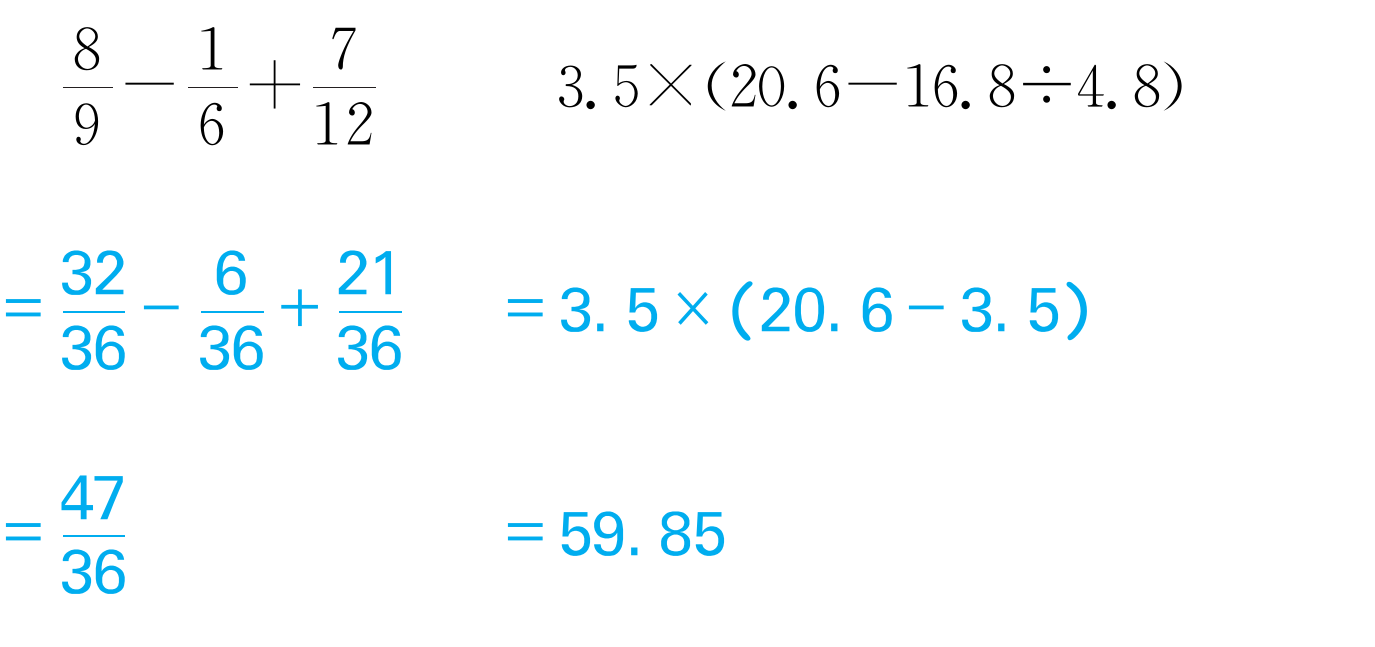 8/9 − 1/6 + 7/12
= 32/36 − 6/36 + 21/36
= 47/36
3.5×(20.6−16.8÷4.8)
=3.5×(20.6−3.5)
=59.85